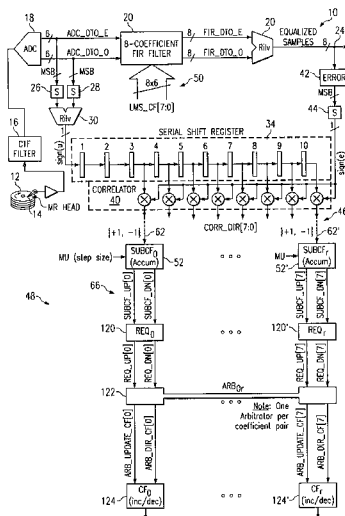 10
18
20
20
24
ADC
6
ADC_DTO_E
ADC_DTO_O
8-COEFFICIENT
FIR FILTER
8
FIR_DTO_E
8
FIR_DTO_O
Rilv
EQUALIZED
SAMPLES
6
MSB
MSB
26
S
S
28
8x6
50
LMS_CF[7:0]
42
ERROR
MSB
44
S
16
Rilv
30
CTF
FILTER
sign(u)
SERIAL SHIFT REGISTER
34
1 2 3 4 5 6 7 8 9 10
sign(e)
12
14
MR HEAD
CORRELATOR
40
CORR_DIR[7:0]
46
{+1, -1}
62
{+1, -1}
62'
MU (step size)
SUBCF0
(Accum)
52
MU
SUBCFr
(Accum)
52'
48
66
SUBCF_UP[0]
SUBCF_DN[0]
SUBCF_UP[7]
SUBCF_DN[7]
120
REQ0
120'
REQr
REQ_UP[0]
REQ_DN[0]
REQ_UP[7]
REQ_DN[7]
122
ARB0r
Note: One
Arbitrator per
coefficient pair
ARB_UPDATE_CF[0]
ARB_DIR_CF[0]
ARB_UPDATE_CF[7]
ARB_DIR_CF[7]
124
CF0
(inc/dec)
124'
CFr
(inc/dec)